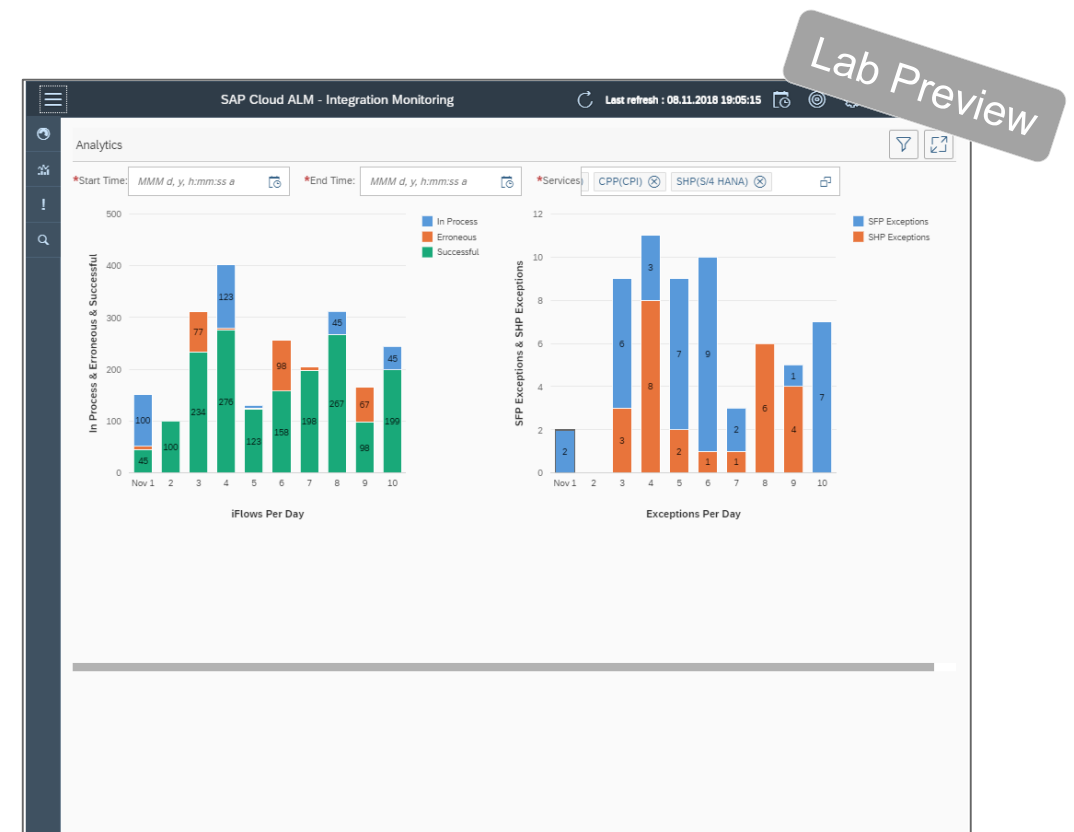 Lab Preview
SAP Cloud ALM - Integration Monitoring
Last refresh : 08.11.2018 19:05:15
Analytics
*Start Time: MMM d, y, h:mm:ss a *End Time: MMM d, y, h:mm:ss a *Services: CPP(CPI) SHP(S/4 HANA)
In Process & Erroneous & Successful
500
400
300
200
100
0
In Process
Erroneous
Successful
100
45
100
77
234
123
276
123
98
158
198
45
267
67
98
45
199
Nov 1 2 3 4 5 6 7 8 9 10
iFlows Per Day
SFP Exceptions & SHP Exceptions
12
10
8
6
4
2
0
SFP Exceptions
SHP Exceptions
2
6
3
3
8
7
2
9
1
2
1
6
1
4
7
Nov 1 2 3 4 5 6 7 8 9 10
Exceptions Per Day